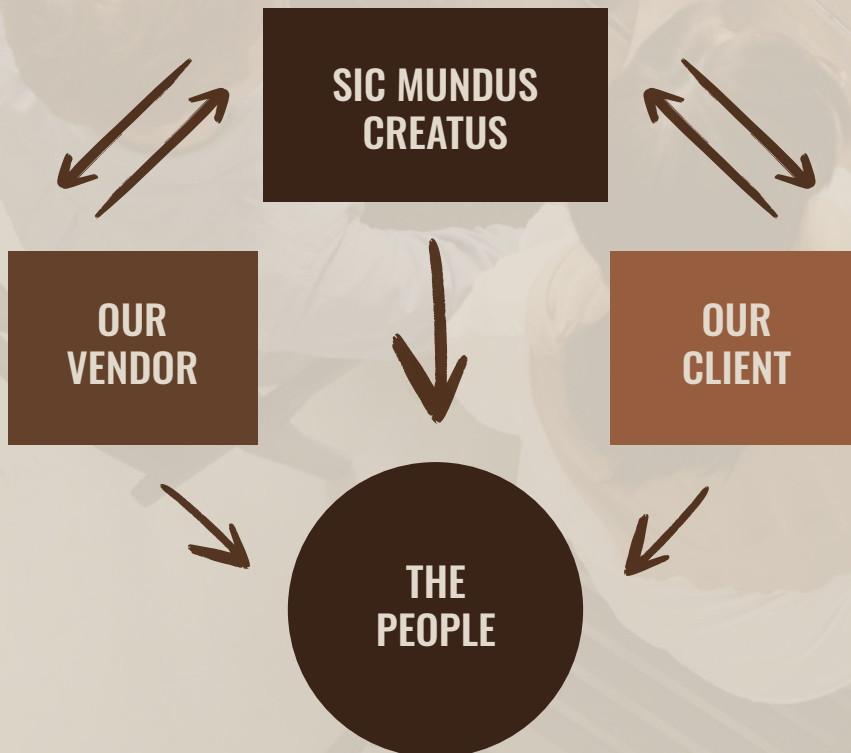 SIC MUNDUS
CREATUS
OUR
VENDOR
OUR
CLIENT
THE
PEOPLE